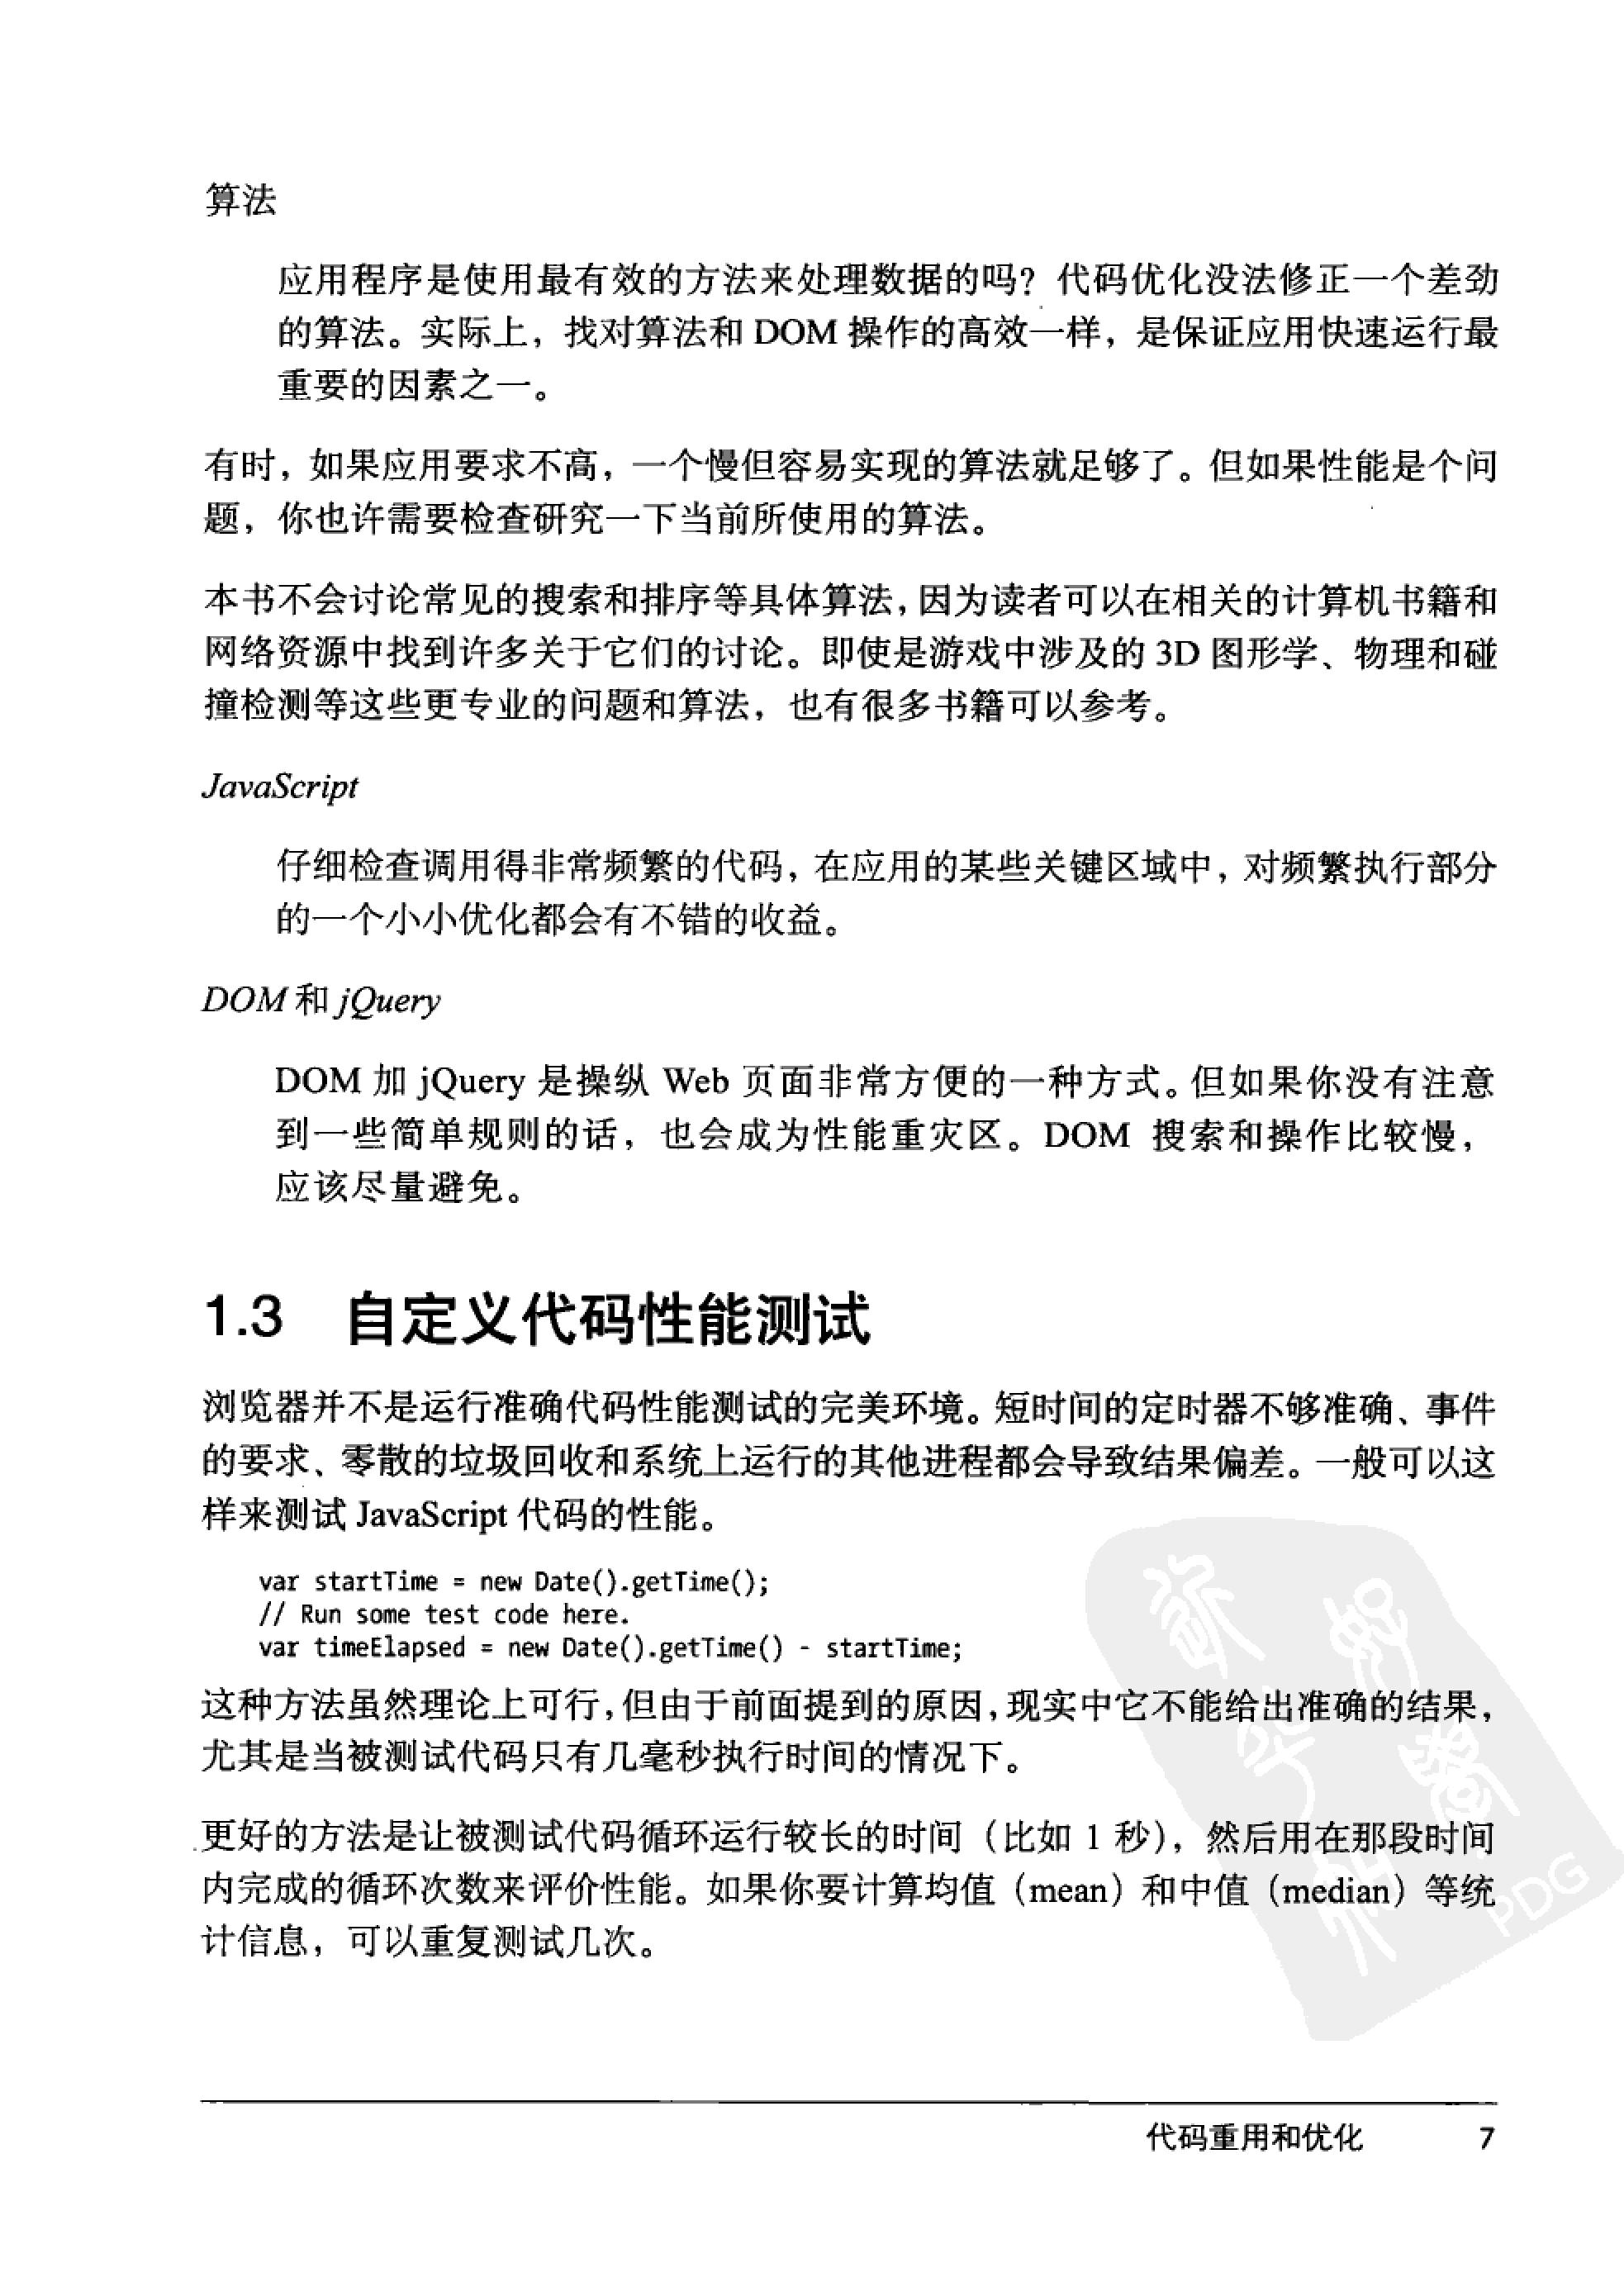 算法
应用程序是使用最有效的方法来处理数据的吗？代码优化没法修正一个差劲
的算法。实际上，找对算法和 DOM 操作的高效一样，是保证应用快速运行最
重要的因素之一。
有时，如果应用要求不高，一个慢但容易实现的算法就足够了。但如果性能是个问
题，你也许需要检查研究一下当前所使用的算法。
本书不会讨论常见的搜索和排序等具体算法，因为读者可以在相关的计算机书籍和
网络资源中找到许多关于它们的讨论。即使是游戏中涉及的 3D 图形学、物理和碰
撞检测等这些更专业的问题和算法，也有很多书籍可以参考。
JavaScript
仔细检查调用得非常频繁的代码，在应用的某些关键区域中，对频繁执行部分
的一个小小优化都会有不错的收益。
DOM 和 jQuery
DOM 加 jQuery 是操纵 Web 页面非常方便的一种方式。但如果你没有注意
到一些简单规则的话，也会成为性能重灾区。DOM 搜索和操作比较慢，
应该尽量避免。
1.3 自定义代码性能测试
浏览器并不是运行准确代码性能测试的完美环境。短时间的定时器不够准确、事件
的要求、零散的垃圾回收和系统上运行的其他进程都会导致结果偏差。一般可以这
样来测试 JavaScript 代码的性能。
var startTime = new Date().getTime();
// Run some test code here.
var timeElapsed = new Date().getTime() - startTime;
这种方法虽然理论上可行，但由于前面提到的原因，现实中它不能给出准确的结果，
尤其是当被测试代码只有几毫秒执行时间的情况下。
更好的方法是让被测试代码循环运行较长的时间（比如 1 秒），然后用在那段时间
内完成的循环次数来评价性能。如果你要计算均值（mean）和中值（median）等统
计信息，可以重复测试几次。
PDG
代码重用和优化 7